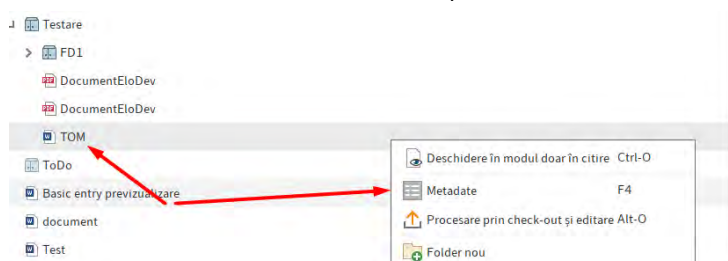 Testare
FD1
DocumentEloDev
DocumentEloDev
TOM
ToDo
Basic entry previzualizare
document
Test
Deschidere în modul doar în citire Ctrl-O
Metadate F4
Procesare prin check-out și editare Alt-O
Folder nou